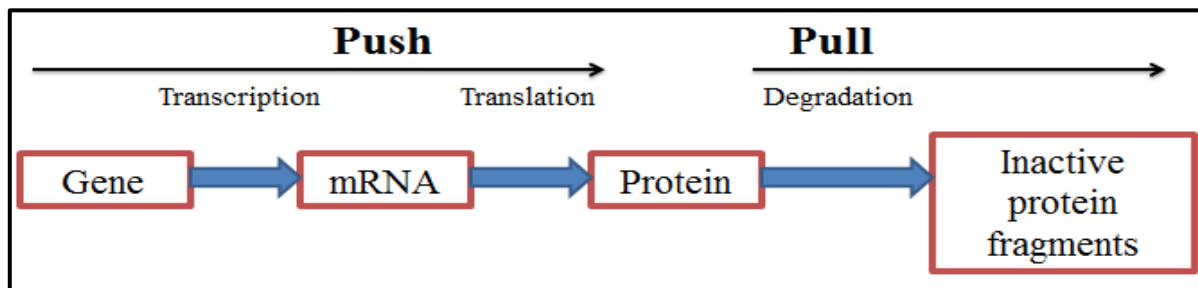 Push Pull
Transcription Translation Degradation
Gene mRNA Protein Inactive
protein
fragments